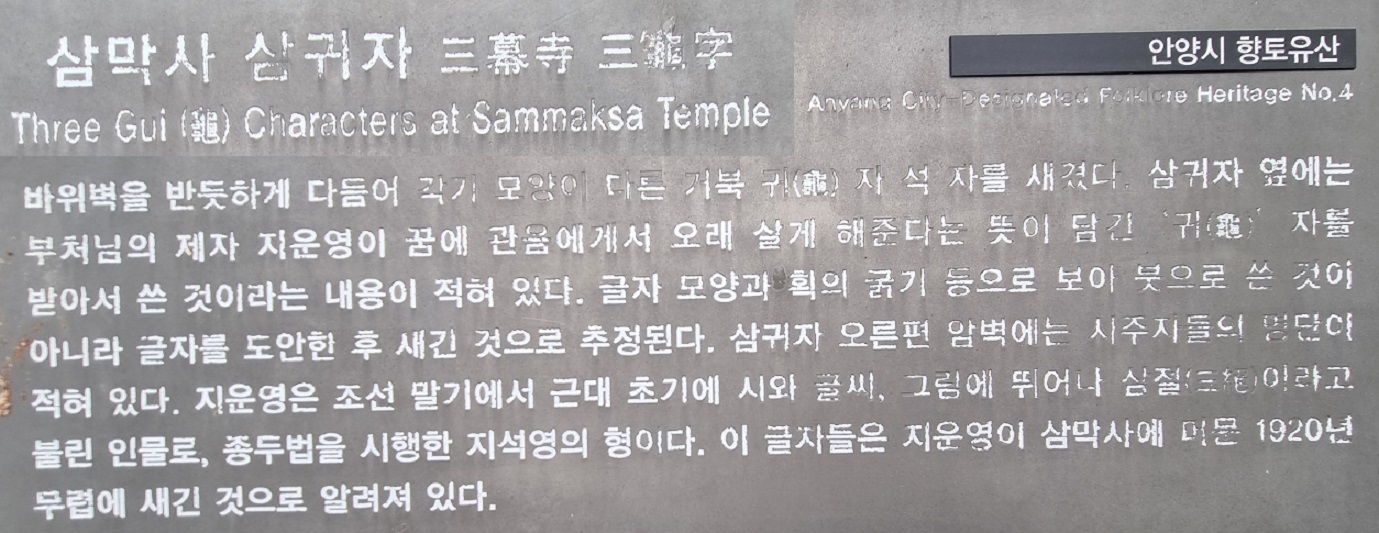 삼막사 삼귀자 三幕寺 三龜字
안양시 향토유산
Three Gui (龜) Characters at Sammaksa Temple
Anyang City-Designated Folklore Heritage No.4
바위벽을 반듯하게 다듬어 각기 모양이 다른 거북 귀(龜) 자 석 자를 새겼다. 삼귀자 옆에는
부처님의 제자 지운영이 꿈에 관음에게서 오래 살게 해준다는 뜻이 담긴 '귀(龜)' 자를
받아서 쓴 것이라는 내용이 적혀 있다. 글자 모양과 획의 굵기 등으로 보아 붓으로 쓴 것이
아니라 글자를 도안한 후 새긴 것으로 추정된다. 삼귀자 오른편 암벽에는 시주자들의 명단이
적혀 있다. 지운영은 조선 말기에서 근대 초기에 시와 글씨, 그림에 뛰어나 삼절(三絶)이라고
불린 인물로, 종두법을 시행한 지석영의 형이다. 이 글자들은 지운영이 삼막사에 머문 1920년
무렵에 새긴 것으로 알려져 있다.